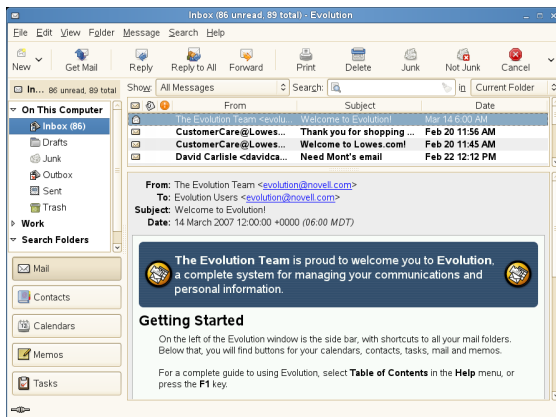 Inbox (86 unread, 89 total) - Evolution
File Edit View Folder Message Search Help
New Get Mail Reply Reply to All Forward Print Delete Junk Not Junk Cancel
In... 86 unread, 89 total Show: All Messages Search: in Current Folder
On This Computer
Inbox (86)
Drafts
Junk
Outbox
Sent
Trash
Work
Search Folders
Mail
Contacts
Calendars
Memos
Tasks
From Subject Date
The Evolution Team <evolu... Welcome to Evolution! Mar 14 6:00 AM
CustomerCare@Lowes... Thank you for shopping ... Feb 20 11:56 AM
CustomerCare@Lowes... Welcome to Lowes.com! Feb 20 11:45 AM
David Carlisle <davidca... Need Mont's email Feb 22 12:12 PM
From: The Evolution Team <evolution@novell.com>
To: Evolution Users <evolution@novell.com>
Subject: Welcome to Evolution!
Date: 14 March 2007 12:00:00 +0000 (06:00 MDT)
The Evolution Team is proud to welcome you to Evolution,
a complete system for managing your communications and
personal information.
Getting Started
On the left of the Evolution window is the side bar, with shortcuts to all your mail folders.
Below that, you will find buttons for your calendars, contacts, tasks, mail and memos.
For a complete guide to using Evolution, select Table of Contents in the Help menu, or
press the F1 key.